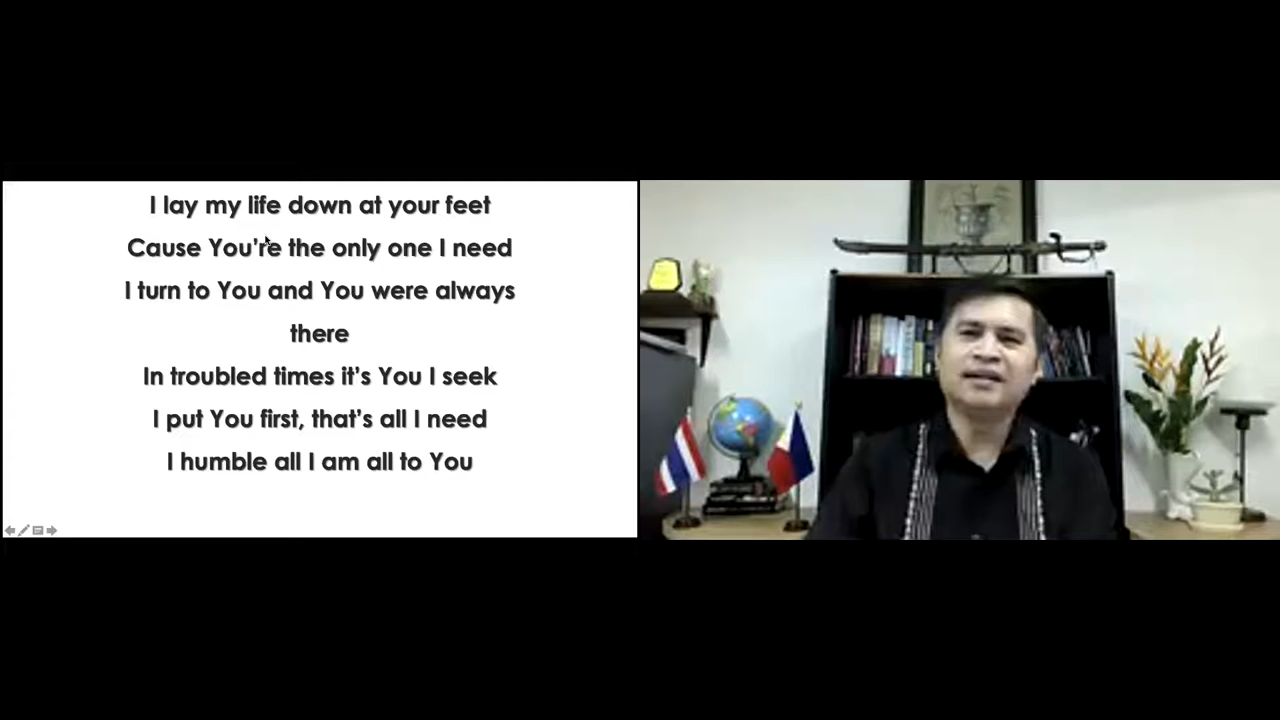 I lay my life down at your feet
Cause You're the only one I need
I turn to You and You were always
there
In troubled times it's You I seek
I put You first, that's all I need
I humble all I am all to You